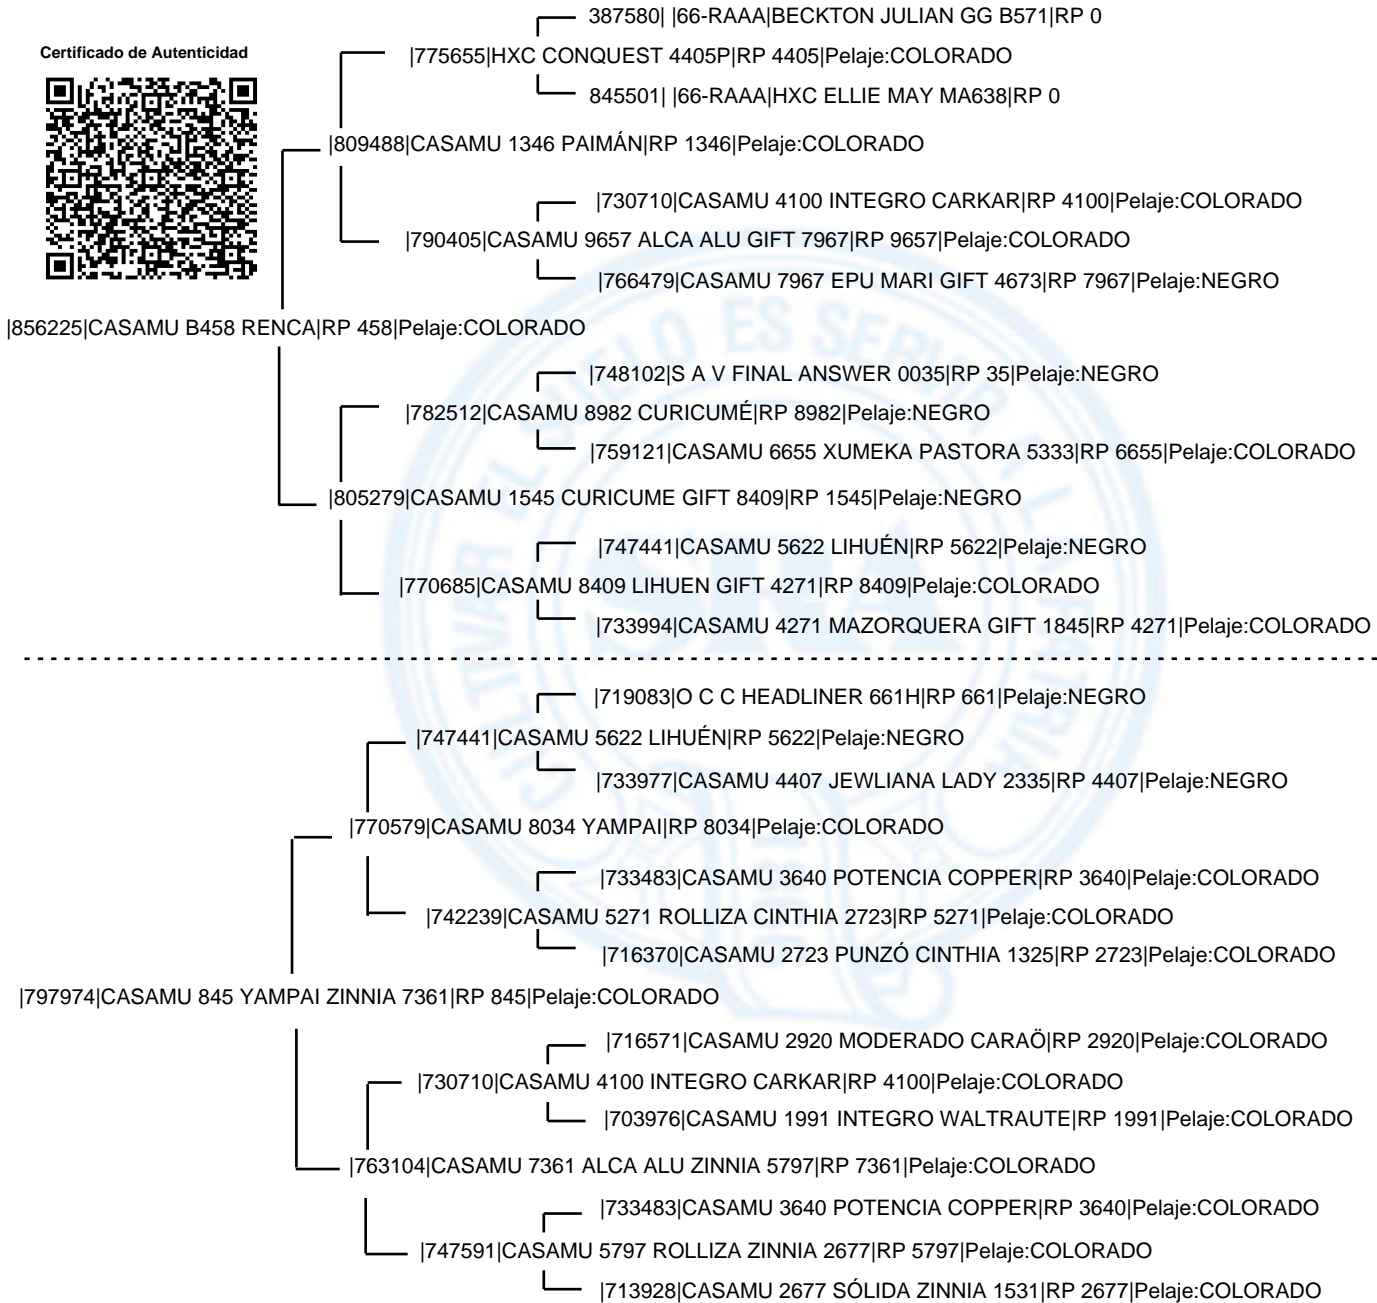 387580| |66-RAAA|BECKTON JULIAN GG B571|RP 0
Certificado de Autenticidad
|775655|HXC CONQUEST 4405P|RP 4405|Pelaje:COLORADO
845501| |66-RAAA|HXC ELLIE MAY MA638|RP 0
|809488|CASAMU 1346 PAIMÁN|RP 1346|Pelaje:COLORADO
|730710|CASAMU 4100 INTEGRO CARKAR|RP 4100|Pelaje:COLORADO
|790405|CASAMU 9657 ALCA ALU GIFT 7967|RP 9657|Pelaje:COLORADO
|766479|CASAMU 7967 EPU MARI GIFT 4673|RP 7967|Pelaje:NEGRO
|856225|CASAMU B458 RENCA|RP 458|Pelaje:COLORADO
|748102|S A V FINAL ANSWER 0035|RP 35|Pelaje:NEGRO
|782512|CASAMU 8982 CURICUMÉ|RP 8982|Pelaje:NEGRO
|759121|CASAMU 6655 XUMEKA PASTORA 5333|RP 6655|Pelaje:COLORADO
|805279|CASAMU 1545 CURICUME GIFT 8409|RP 1545|Pelaje:NEGRO
|747441|CASAMU 5622 LIHUÉN|RP 5622|Pelaje:NEGRO
|770685|CASAMU 8409 LIHUEN GIFT 4271|RP 8409|Pelaje:COLORADO
|733994|CASAMU 4271 MAZORQUERA GIFT 1845|RP 4271|Pelaje:COLORADO
|719083|O C C HEADLINER 661H|RP 661|Pelaje:NEGRO
|747441|CASAMU 5622 LIHUÉN|RP 5622|Pelaje:NEGRO
|733977|CASAMU 4407 JEWLIANA LADY 2335|RP 4407|Pelaje:NEGRO
|770579|CASAMU 8034 YAMPAI|RP 8034|Pelaje:COLORADO
|733483|CASAMU 3640 POTENCIA COPPER|RP 3640|Pelaje:COLORADO
|742239|CASAMU 5271 ROLLIZA CINTHIA 2723|RP 5271|Pelaje:COLORADO
|716370|CASAMU 2723 PUNZÓ CINTHIA 1325|RP 2723|Pelaje:COLORADO
|797974|CASAMU 845 YAMPAI ZINNIA 7361|RP 845|Pelaje:COLORADO
|716571|CASAMU 2920 MODERADO CARAÖ|RP 2920|Pelaje:COLORADO
|730710|CASAMU 4100 INTEGRO CARKAR|RP 4100|Pelaje:COLORADO
|703976|CASAMU 1991 INTEGRO WALTRAUTE|RP 1991|Pelaje:COLORADO
|763104|CASAMU 7361 ALCA ALU ZINNIA 5797|RP 7361|Pelaje:COLORADO
|733483|CASAMU 3640 POTENCIA COPPER|RP 3640|Pelaje:COLORADO
|747591|CASAMU 5797 ROLLIZA ZINNIA 2677|RP 5797|Pelaje:COLORADO
|713928|CASAMU 2677 SÓLIDA ZINNIA 1531|RP 2677|Pelaje:COLORADO
CULTIVAR EL SUELO ES SERVIR A LA PATRIA
SRA
1866